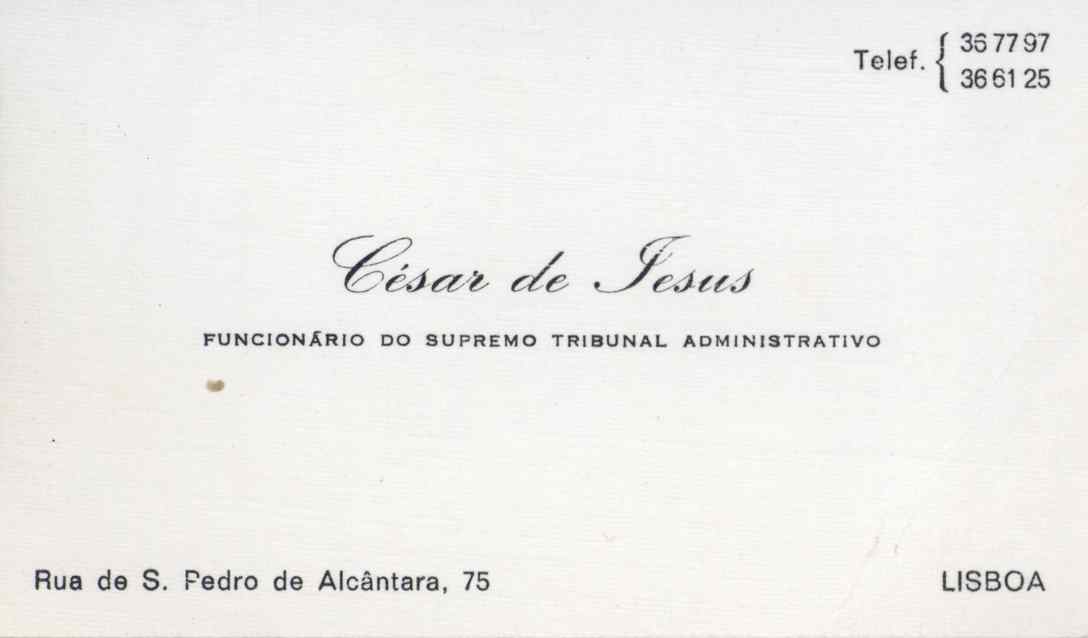 Telef. { 36 77 97
36 61 25
César de Jesus
FUNCIONÁRIO DO SUPREMO TRIBUNAL ADMINISTRATIVO
Rua de S. Pedro de Alcântara, 75
LISBOA